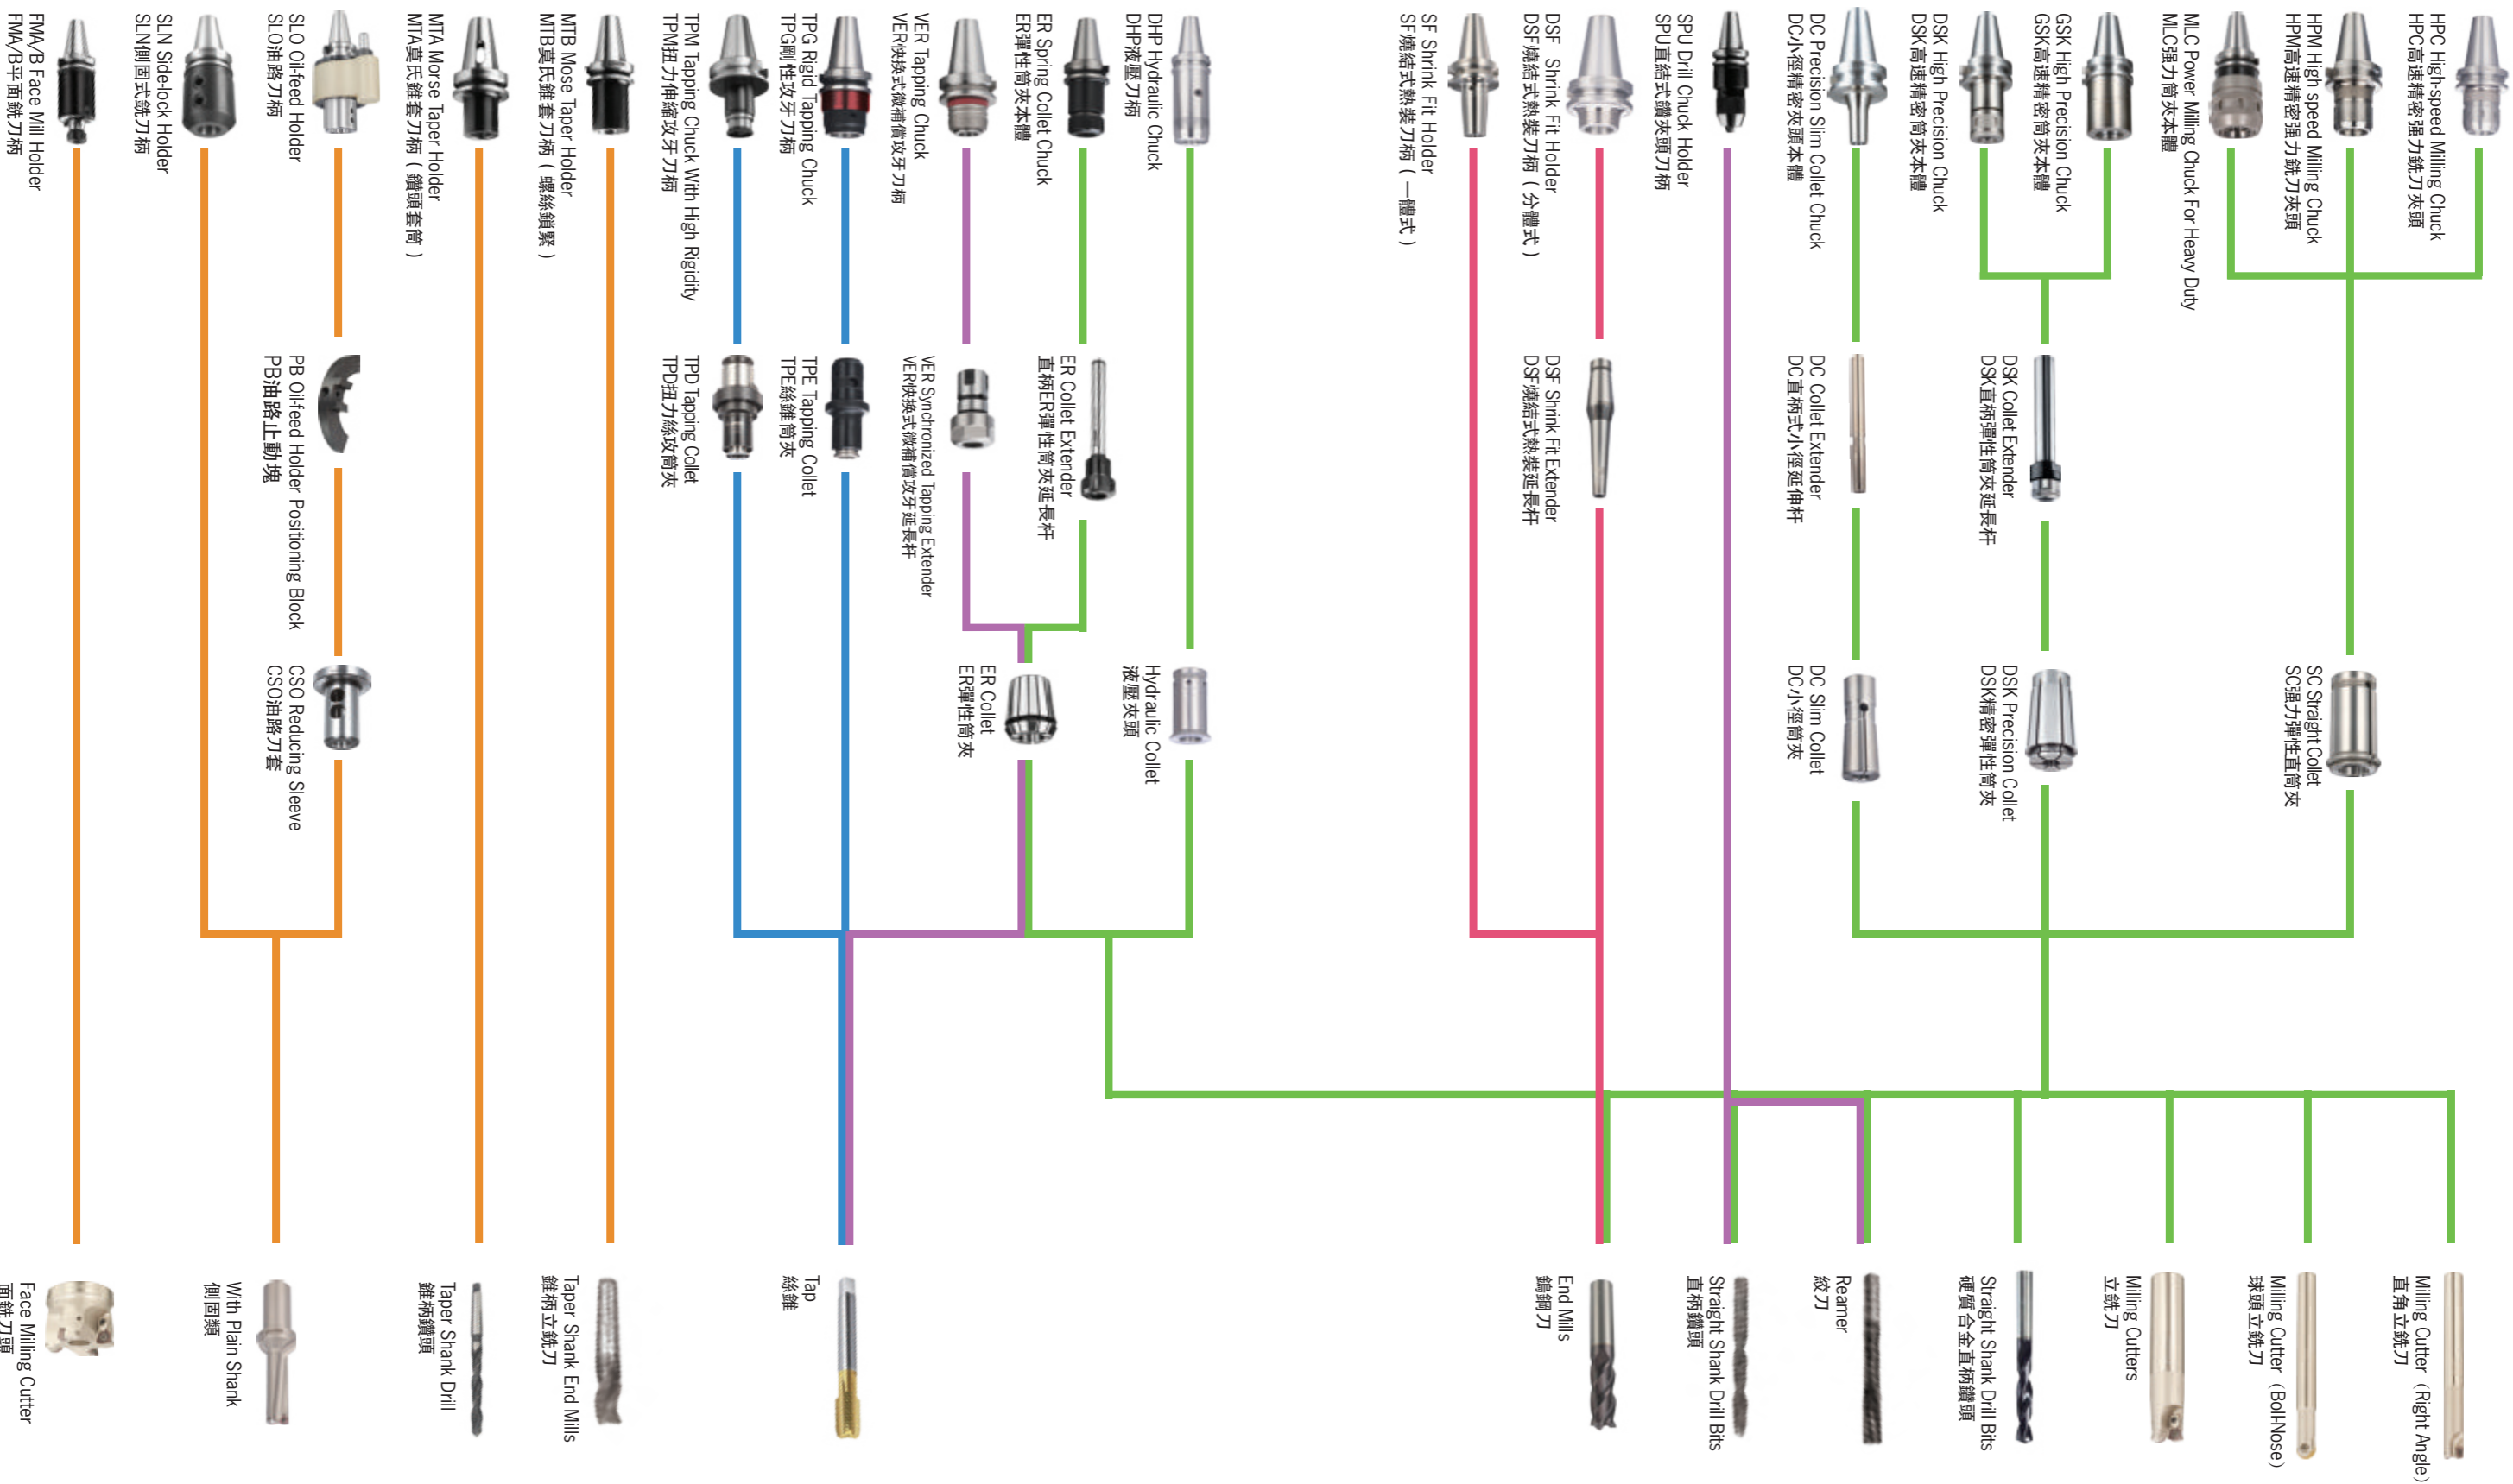 HPC High-speed Milling Chuck
HPC高速精密强力銑刀夾頭
HPM High speed Milling Chuck
HPM高速精密强力銑刀夾頭
MLC Power Milling Chuck For Heavy Duty
MLC强力筒夾本體
GSK High Precision Chuck
GSK高速精密筒夾本體
DSK High Precision Chuck
DSK高速精密筒夾本體
DC Precision Slim Collet Chuck
DC小徑精密夾頭本體
SPU Drill Chuck Holder
SPU直結式鑽夾頭刀柄
DSF Shrink Fit Holder
DSF燒結式熱裝刀柄 ( 分體式 )
SF Shrink Fit Holder
SF燒結式熱裝刀柄 ( 一體式 )
DHP Hydraulic Chuck
DHP液壓刀柄
ER Spring Collet Chuck
ER彈性筒夾本體
VER Tapping Chuck
VER快換式微補償攻牙刀柄
TPG Rigid Tapping Chuck
TPG剛性攻牙刀柄
TPM Tapping Chuck With High Rigidity
TPM扭力伸縮攻牙刀柄
MTB Mose Taper Holder
MTB莫氏錐套刀柄 ( 螺絲鎖緊 )
MTA Morse Taper Holder
MTA莫氏錐套刀柄 ( 鑽頭套筒 )
SLO Oil-feed Holder
SLO油路刀柄
SLN Side-lock Holder
SLN側固式銑刀柄
FMA/B Face Mill Holder
FMA/B平面銑刀柄
DSK Collet Extender
DSK直柄彈性筒夾延長杆
DC Collet Extender
DC直柄式小徑延伸杆
DSF Shrink Fit Extender
DSF燒結式熱裝延長杆
ER Collet Extender
直柄ER彈性筒夾延長杆
VER Synchronized Tapping Extender
VER快換式微補償攻牙延長杆
TPE Tapping Collet
TPE絲錐筒夾
TPD Tapping Collet
TPD扭力絲攻筒夾
PB Oil-feed Holder Positioning Block
PB油路止動塊
SC Straight Collet
SC强力彈性直筒夾
DSK Precision Collet
DSK精密彈性筒夾
DC Slim Collet
DC小徑筒夾
Hydraulic Collet
液壓夾頭
ER Collet
ER彈性筒夾
CSO Reducing Sleeve
CSO油路刀套
Milling Cutter（Right Angle）
直角立銑刀
Milling Cutter（Boll-Nose）
球頭立銑刀
Milling Cutters
立銑刀
Straight Shank Drill Bits
硬質合金直柄鑽頭
Reamer
絞刀
Straight Shank Drill Bits
直柄鑽頭
End Mills
鎢鋼刀
Tap
絲錐
Taper Shank End Mills
錐柄立銑刀
Taper Shank Drill
錐柄鑽頭
With Plain Shank
側固類
Face Milling Cutter
面銑刀頭